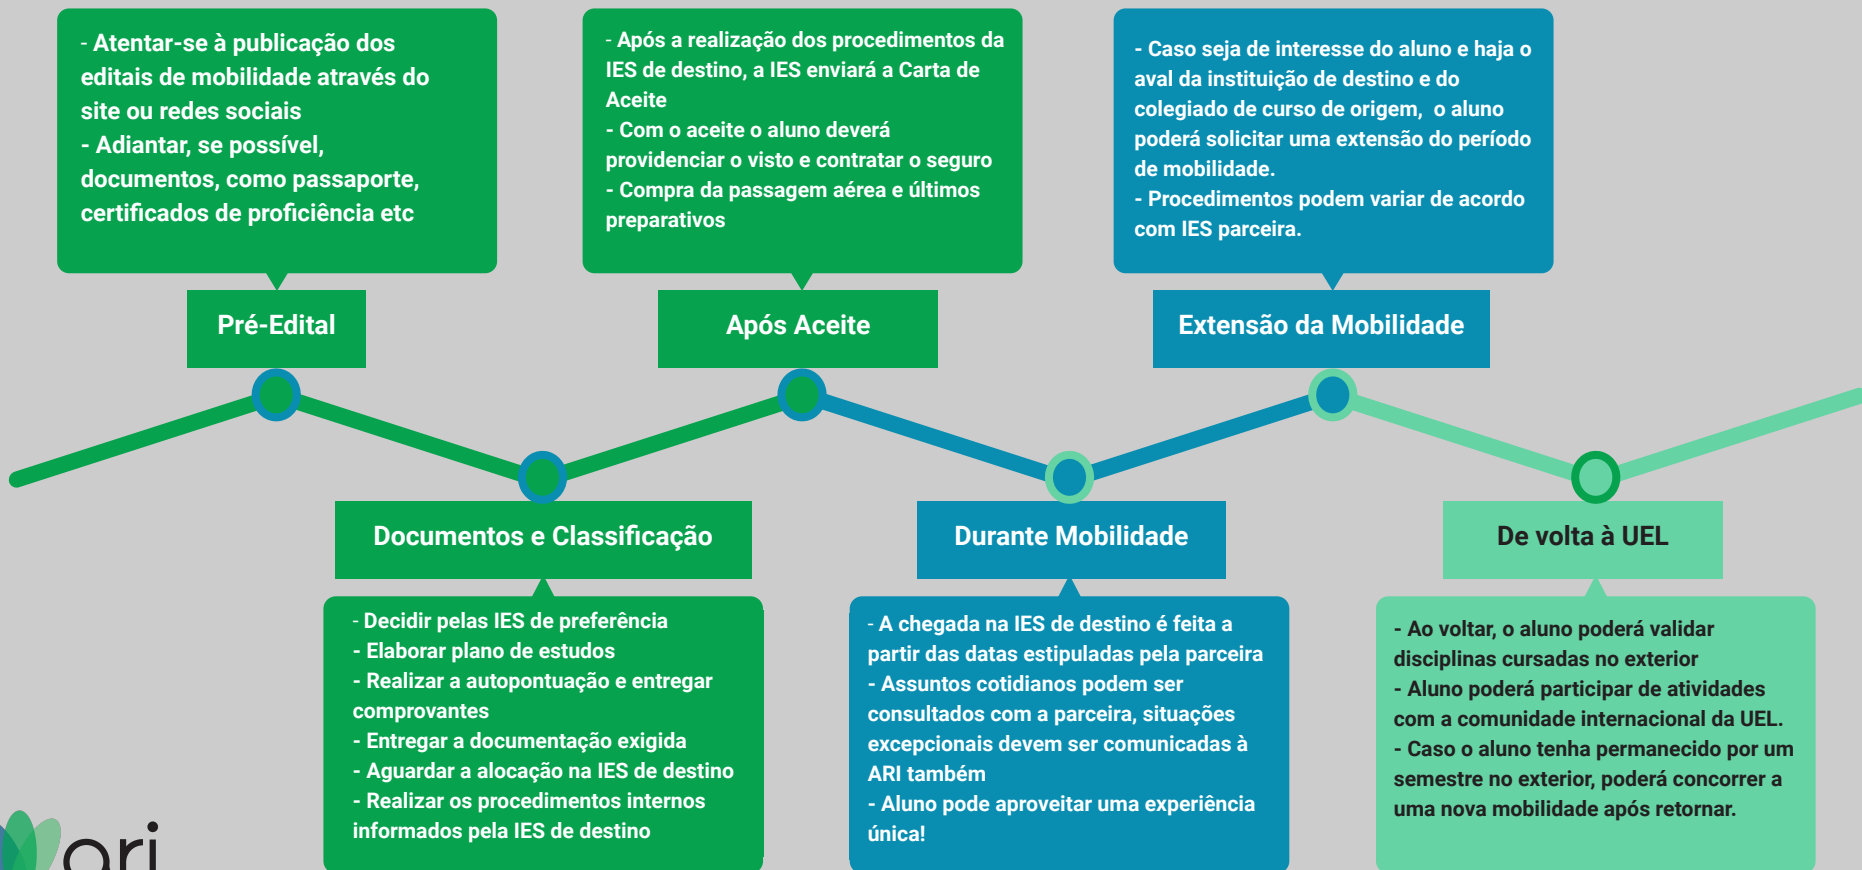 - Atentar-se à publicação dos
editais de mobilidade através do
site ou redes sociais
- Adiantar, se possível,
documentos, como passaporte,
certificados de proficiência etc
Pré-Edital
- Decidir pelas IES de preferência
- Elaborar plano de estudos
- Realizar a autopontuação e entregar
comprovantes
- Entregar a documentação exigida
- Aguardar a alocação na IES de destino
- Realizar os procedimentos internos
informados pela IES de destino
Documentos e Classificação
- Após a realização dos procedimentos da
IES de destino, a IES enviará a Carta de
Aceite
- Com o aceite o aluno deverá
providenciar o visto e contratar o seguro
- Compra da passagem aérea e últimos
preparativos
Após Aceite
Durante Mobilidade
- A chegada na IES de destino é feita a
partir das datas estipuladas pela parceira
- Assuntos cotidianos podem ser
consultados com a parceira, situações
excepcionais devem ser comunicadas à
ARI também
- Aluno pode aproveitar uma experiência
única!
- Caso seja de interesse do aluno e haja o
aval da instituição de destino e do
colegiado de curso de origem, o aluno
poderá solicitar uma extensão do período
de mobilidade.
- Procedimentos podem variar de acordo
com IES parceira.
Extensão da Mobilidade
De volta à UEL
- Ao voltar, o aluno poderá validar
disciplinas cursadas no exterior
- Aluno poderá participar de atividades
com a comunidade internacional da UEL.
- Caso o aluno tenha permanecido por um
semestre no exterior, poderá concorrer a
uma nova mobilidade após retornar.
ari